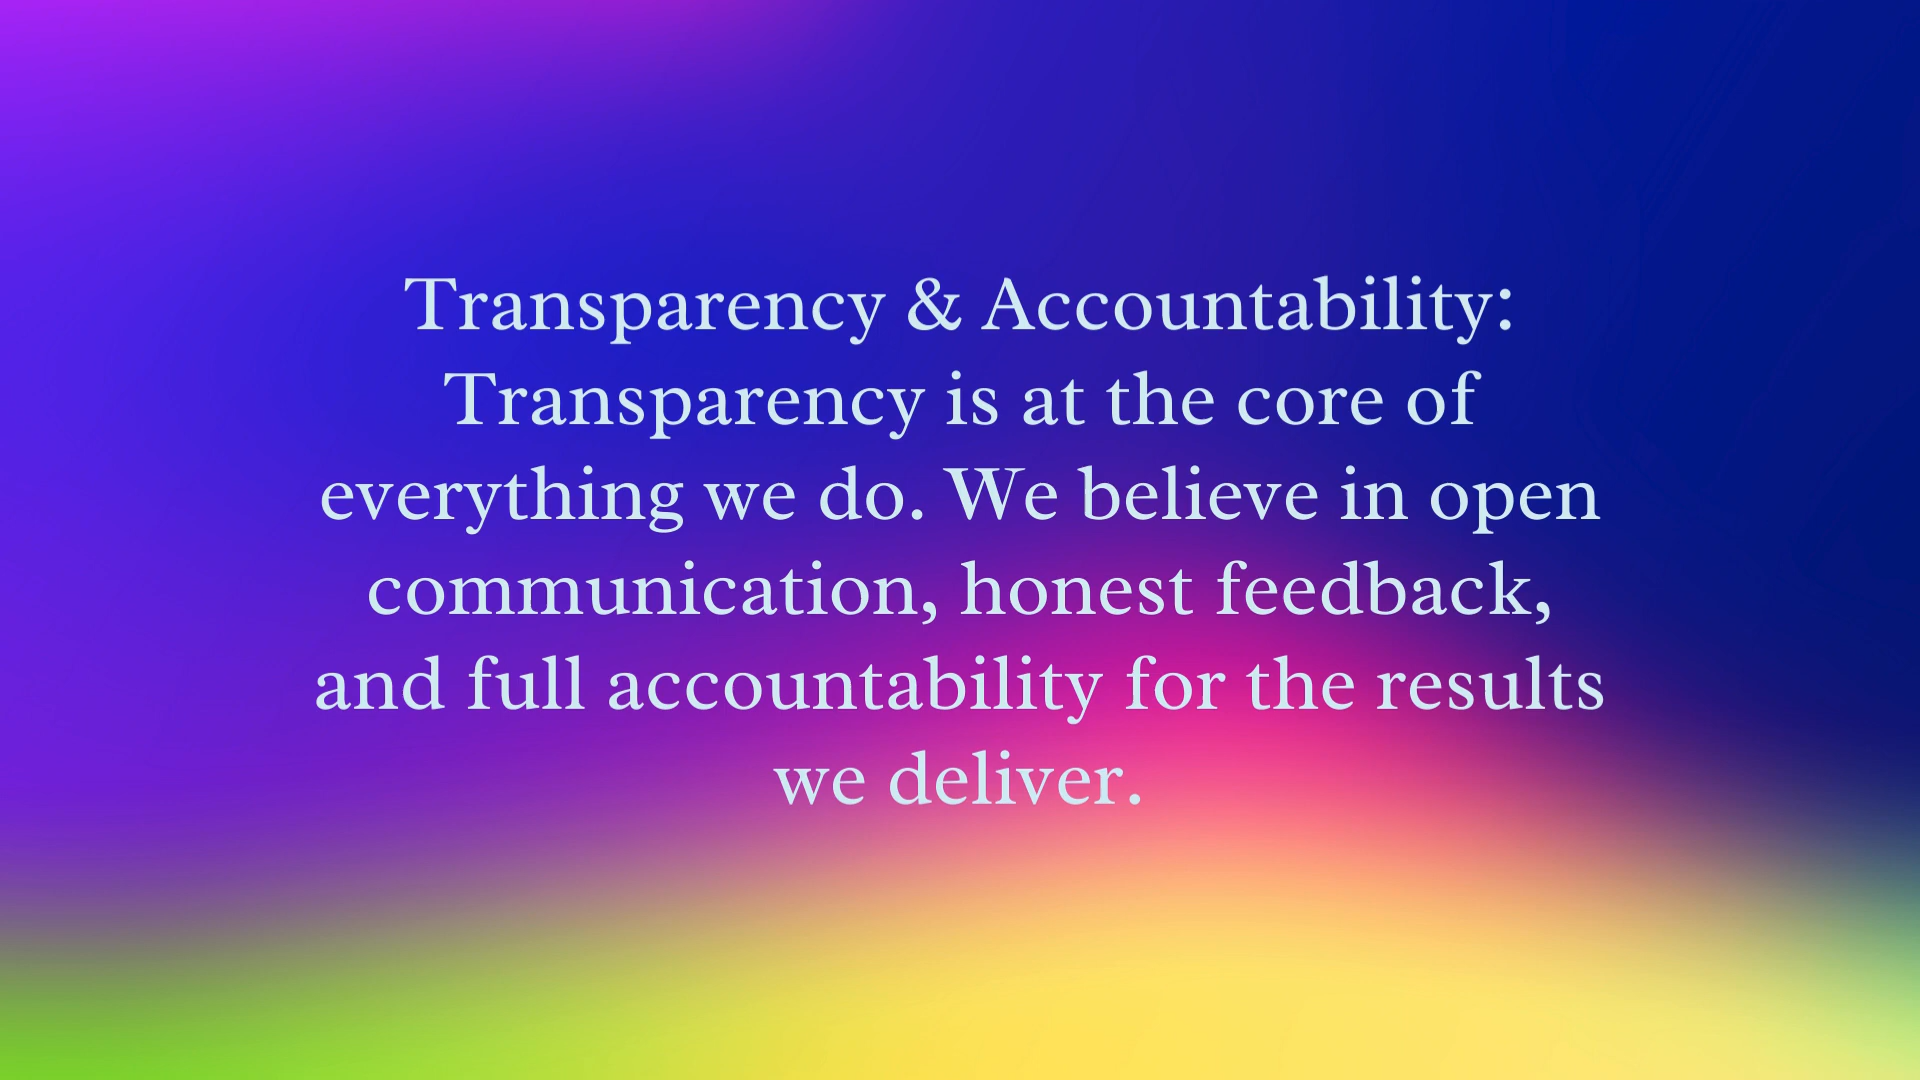 Transparency & Accountability:
Transparency is at the core of
everything we do. We believe in open
communication, honest feedback,
and full accountability for the results
we deliver.